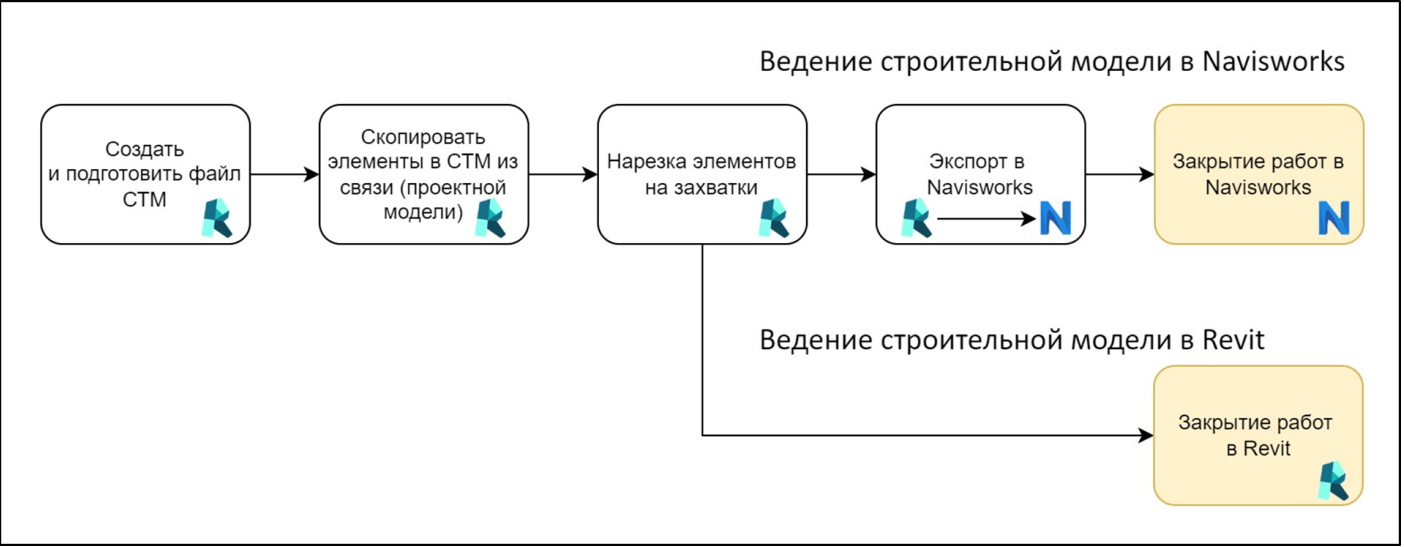 Ведение строительной модели в Navisworks
Создать
и подготовить файл
СТМ
Скопировать
элементы в СТМ из
связи (проектной
модели)
Нарезка элементов
на захватки
Экспорт в
Navisworks
Закрытие работ в
Navisworks
Ведение строительной модели в Revit
Закрытие работ
в Revit